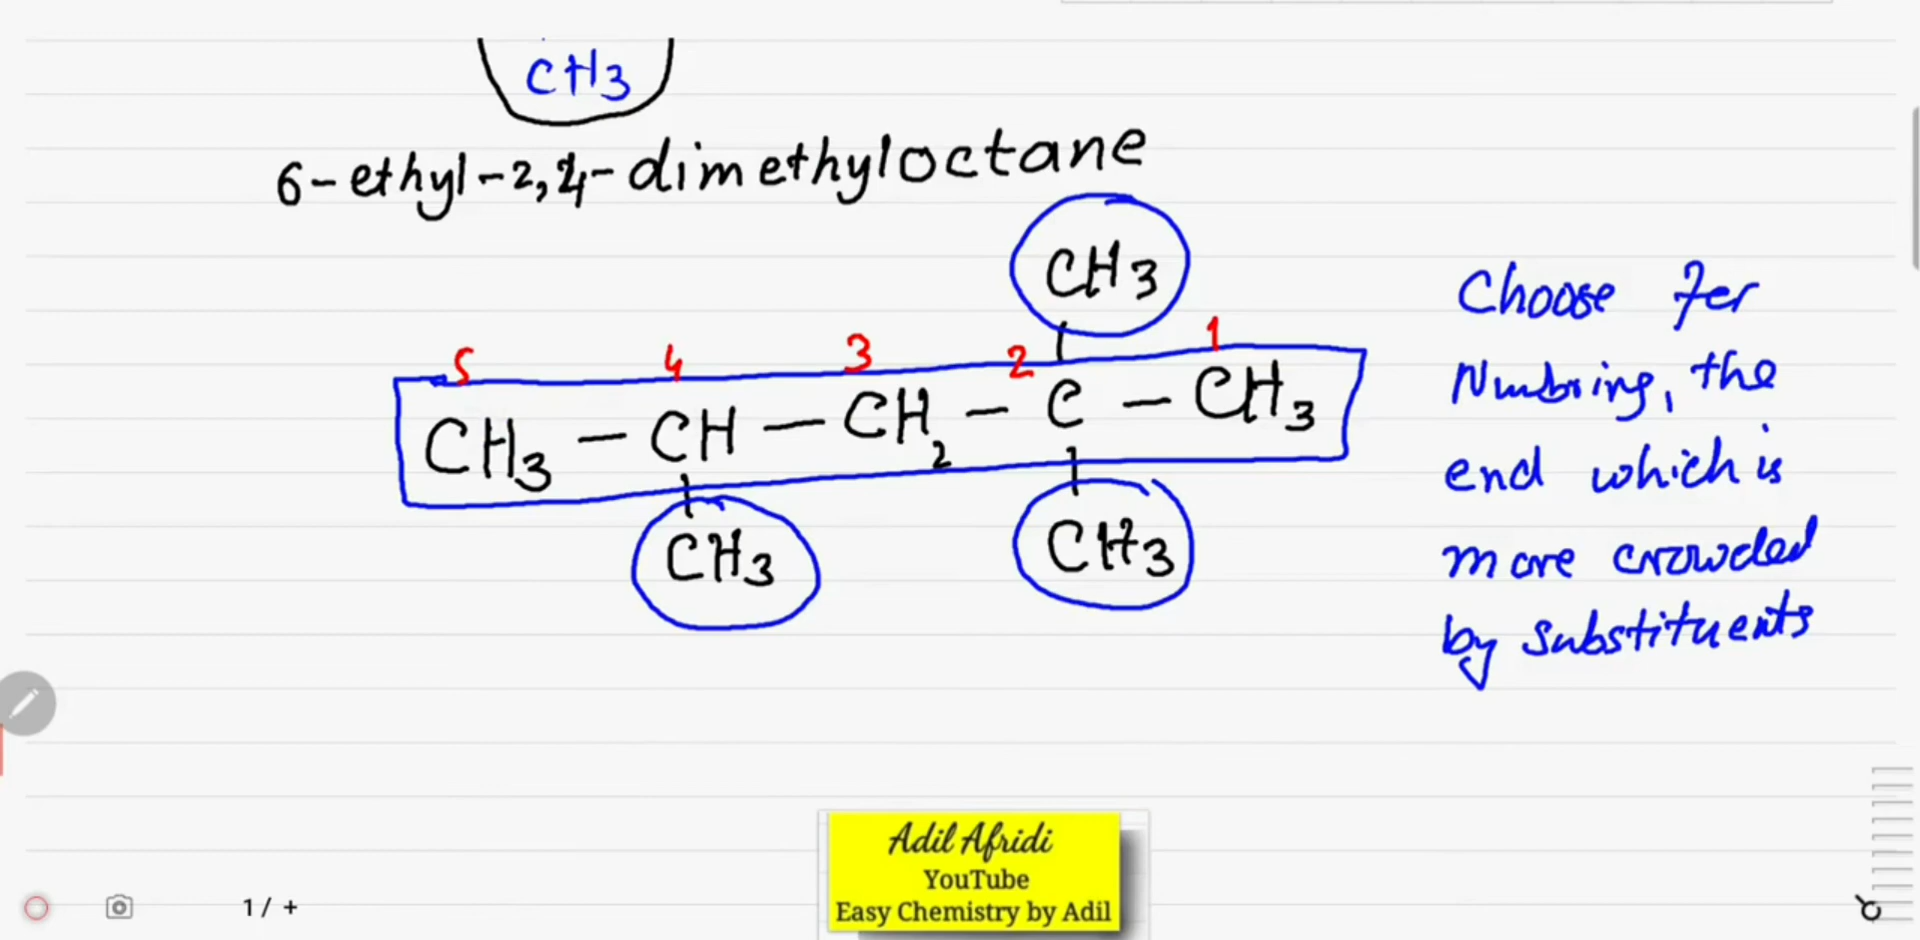 CH3
6-ethyl-2,4-dimethyloctane
CH3
5 4 3 2 1
CH3 - CH - CH2 - C - CH3
CH3 CH3
Choose fer
Numbring, the
end which is
more crowded
by substituents
Adil Afridi
YouTube
Easy Chemistry by Adil
1/ +